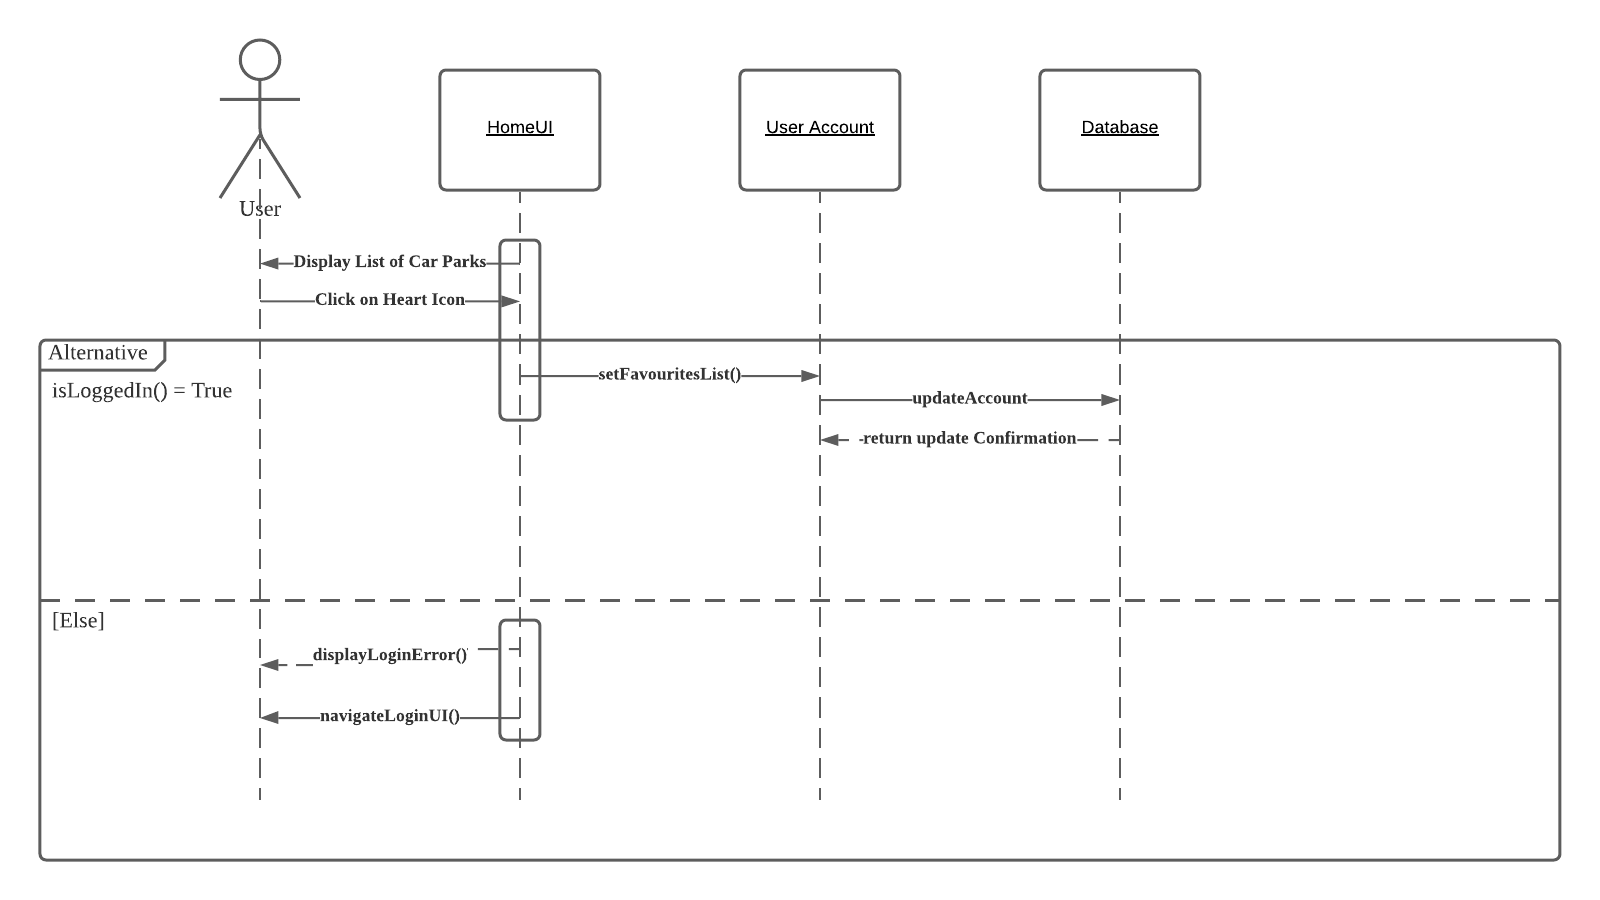 HomeUI
User Account
Database
User
Display List of Car Parks
Click on Heart Icon
Alternative
setFavouritesList()
isLoggedIn() = True
updateAccount
return update Confirmation
[Else]
displayLoginError()
navigateLoginUI()